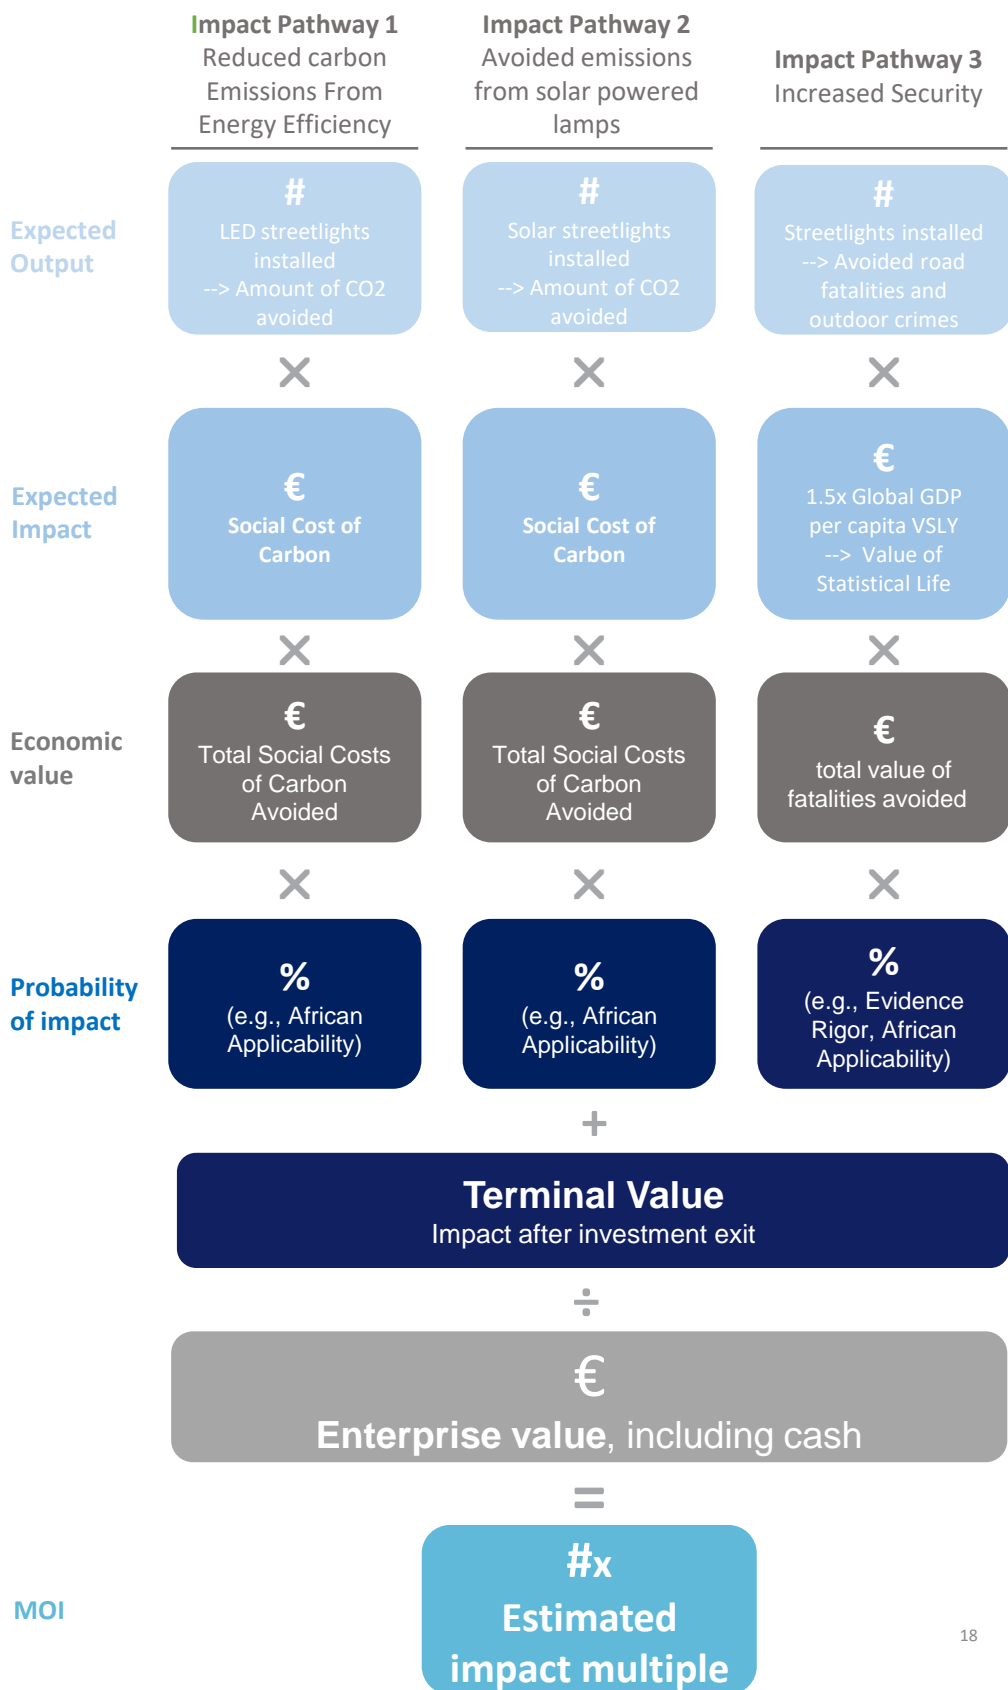 Impact Pathway 1
Reduced carbon
Emissions From
Energy Efficiency
Impact Pathway 2
Avoided emissions
from solar powered
lamps
Impact Pathway 3
Increased Security
Expected
Output
#
LED streetlights
installed
--> Amount of CO2
avoided
#
Solar streetlights
installed
--> Amount of CO2
avoided
#
Streetlights installed
--> Avoided road
fatalities and
outdoor crimes
×
×
×
Expected
Impact
€
Social Cost of
Carbon
€
Social Cost of
Carbon
€
1.5x Global GDP
per capita VSLY
--> Value of
Statistical Life
×
×
×
Economic
value
€
Total Social Costs
of Carbon
Avoided
€
Total Social Costs
of Carbon
Avoided
€
total value of
fatalities avoided
×
×
×
Probability
of impact
%
(e.g., African
Applicability)
%
(e.g., African
Applicability)
%
(e.g., Evidence
Rigor, African
Applicability)
+
Terminal Value
Impact after investment exit
÷
€
Enterprise value, including cash
=
MOI
#x
Estimated
impact multiple
18